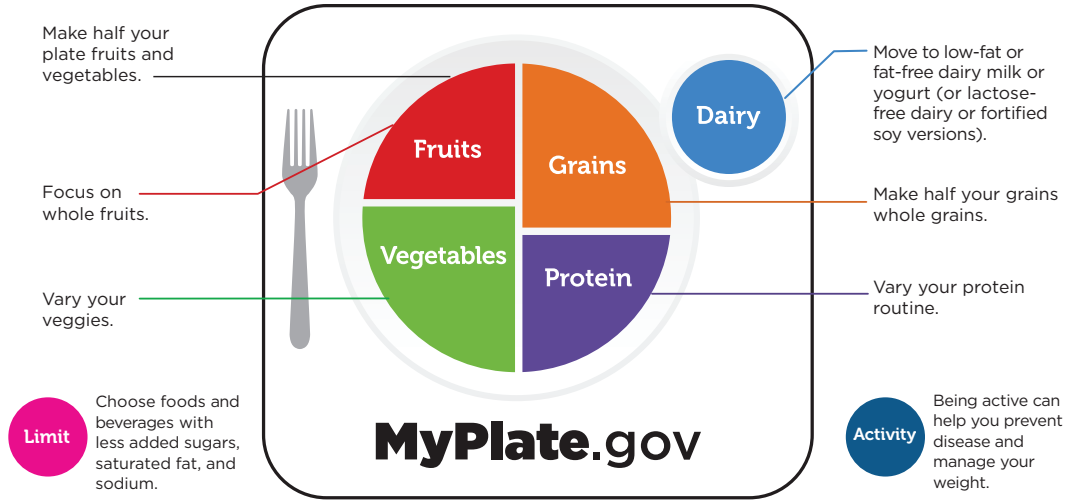 Make half your
plate fruits and
vegetables.
Focus on
whole fruits.
Vary your
veggies.
Fruits
Grains
Vegetables
Protein
Dairy
Move to low-fat or
fat-free dairy milk or
yogurt (or lactose-
free dairy or fortified
soy versions).
Make half your grains
whole grains.
Vary your protein
routine.
Limit
Choose foods and
beverages with
less added sugars,
saturated fat, and
sodium.
MyPlate.gov
Activity
Being active can
help you prevent
disease and
manage your
weight.